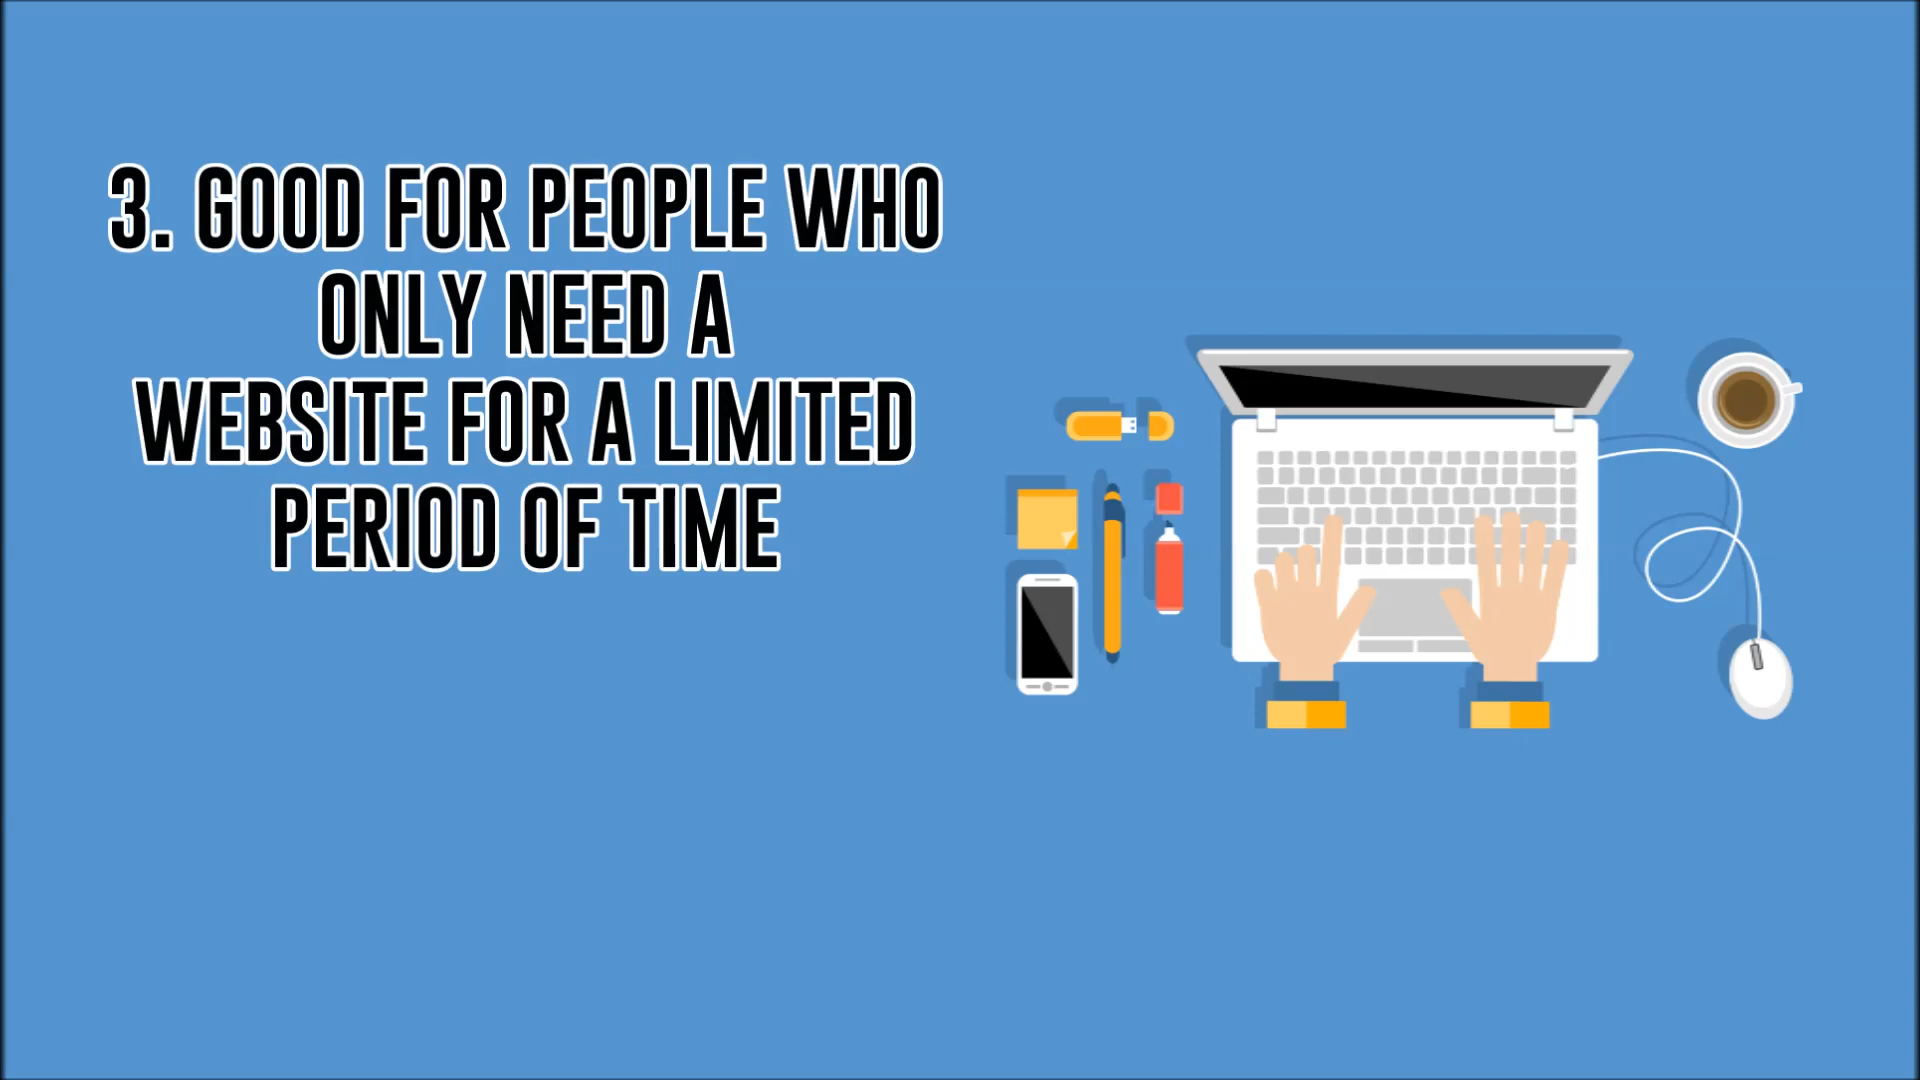 3. GOOD FOR PEOPLE WHO
ONLY NEED A
WEBSITE FOR A LIMITED
PERIOD OF TIME